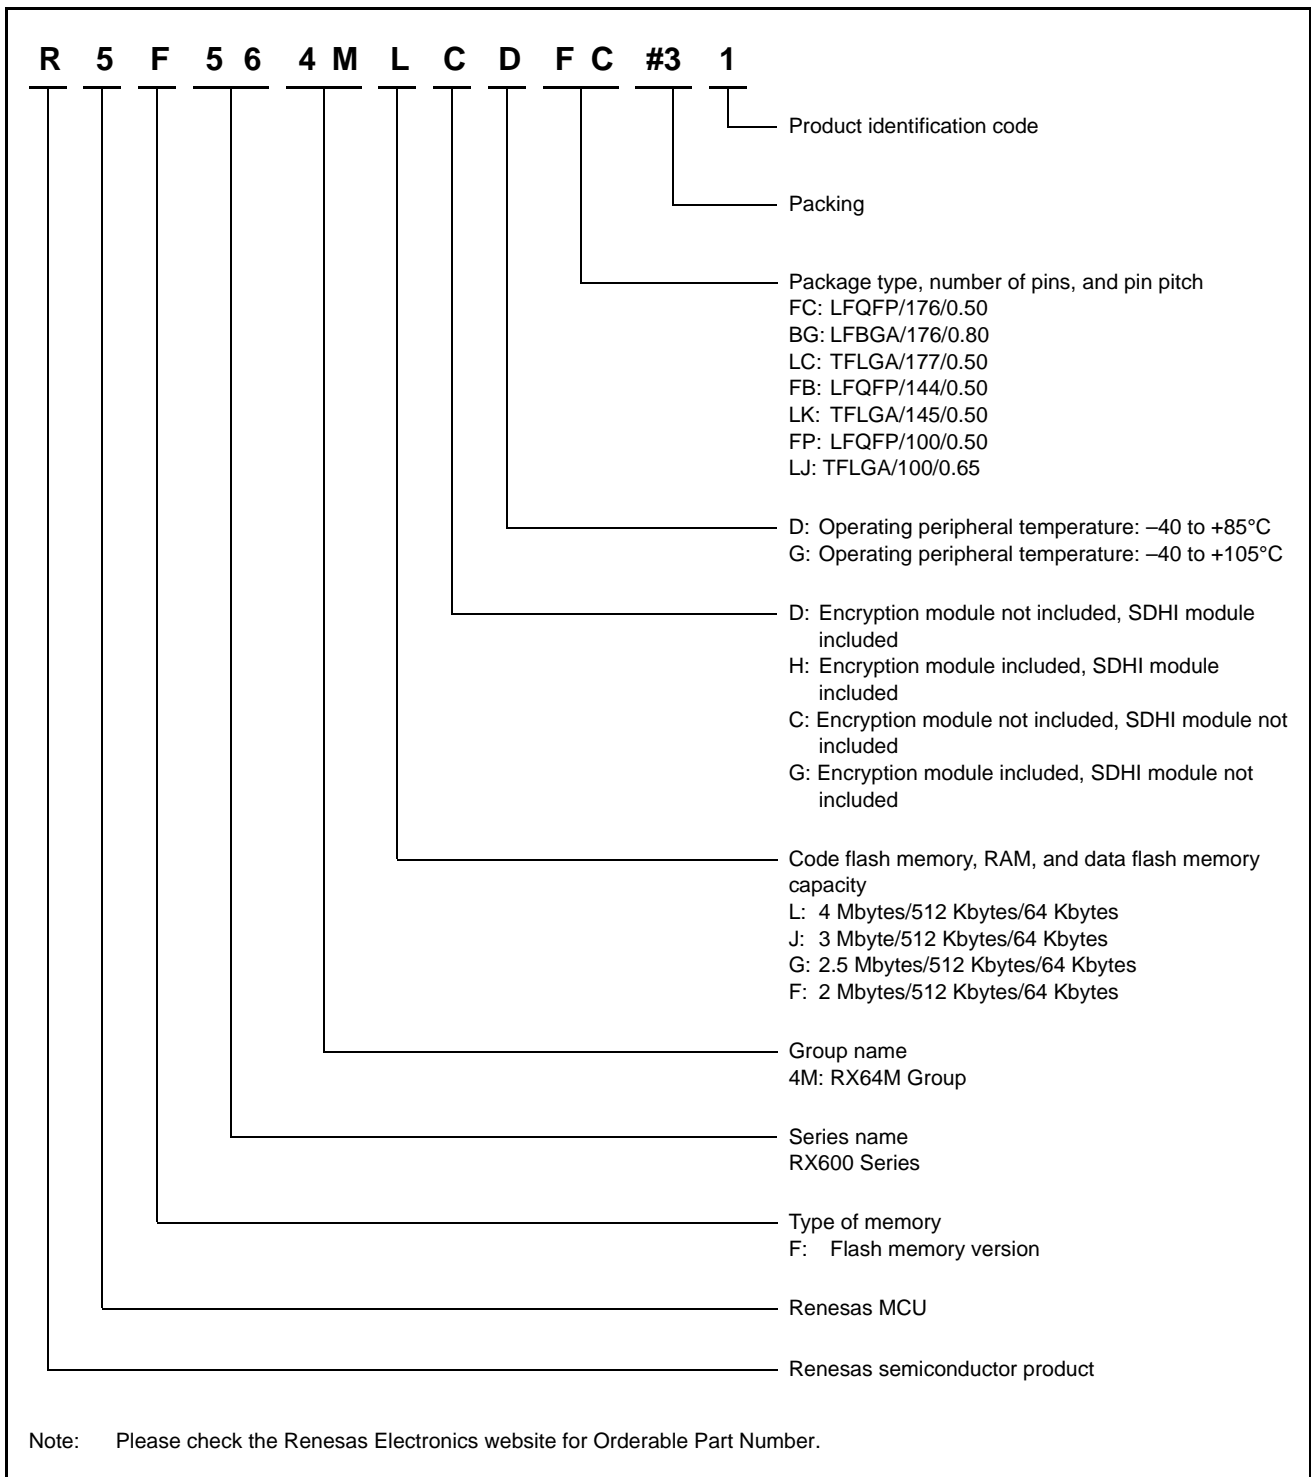 R 5 F 5 6 4 M L C D F C #3 1
Product identification code
Packing
Package type, number of pins, and pin pitch
FC: LFQFP/176/0.50
BG: LFBGA/176/0.80
LC: TFLGA/177/0.50
FB: LFQFP/144/0.50
LK: TFLGA/145/0.50
FP: LFQFP/100/0.50
LJ: TFLGA/100/0.65
D: Operating peripheral temperature: –40 to +85°C
G: Operating peripheral temperature: –40 to +105°C
D: Encryption module not included, SDHI module
included
H: Encryption module included, SDHI module
included
C: Encryption module not included, SDHI module not
included
G: Encryption module included, SDHI module not
included
Code flash memory, RAM, and data flash memory
capacity
L: 4 Mbytes/512 Kbytes/64 Kbytes
J: 3 Mbyte/512 Kbytes/64 Kbytes
G: 2.5 Mbytes/512 Kbytes/64 Kbytes
F: 2 Mbytes/512 Kbytes/64 Kbytes
Group name
4M: RX64M Group
Series name
RX600 Series
Type of memory
F: Flash memory version
Renesas MCU
Renesas semiconductor product
Note: Please check the Renesas Electronics website for Orderable Part Number.